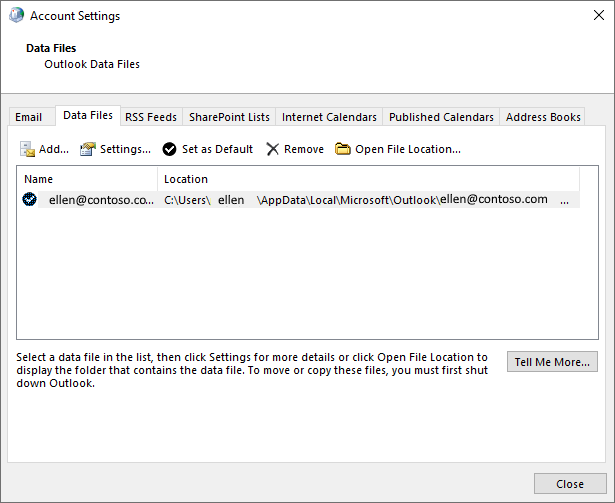 Account Settings
Data Files
Outlook Data Files
Email Data Files RSS Feeds SharePoint Lists Internet Calendars Published Calendars Address Books
Add... Settings... Set as Default Remove Open File Location...
Name Location
ellen@contoso.co... C:\Users\ ellen \AppData\Local\Microsoft\Outlook\ellen@contoso.com ...
Select a data file in the list, then click Settings for more details or click Open File Location to
display the folder that contains the data file. To move or copy these files, you must first shut
down Outlook.
Tell Me More...
Close